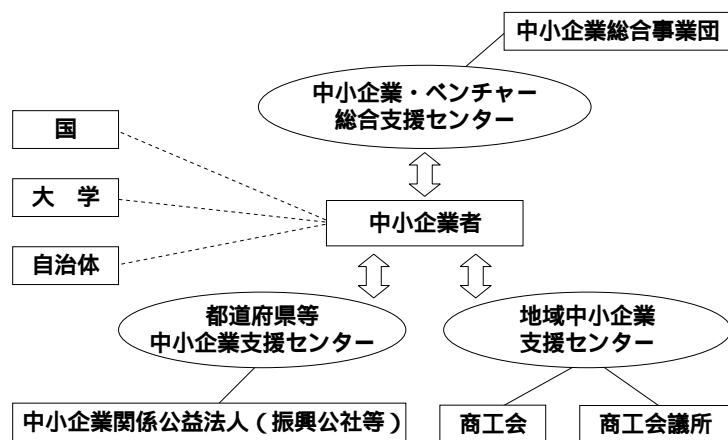 中小企業総合事業団
中小企業・ベンチャー
総合支援センター
国
大　学
中小企業者
自治体
都道府県等
中小企業支援センター
地域中小企業
支援センター
中小企業関係公益法人（振興公社等）
商工会
商工会議所